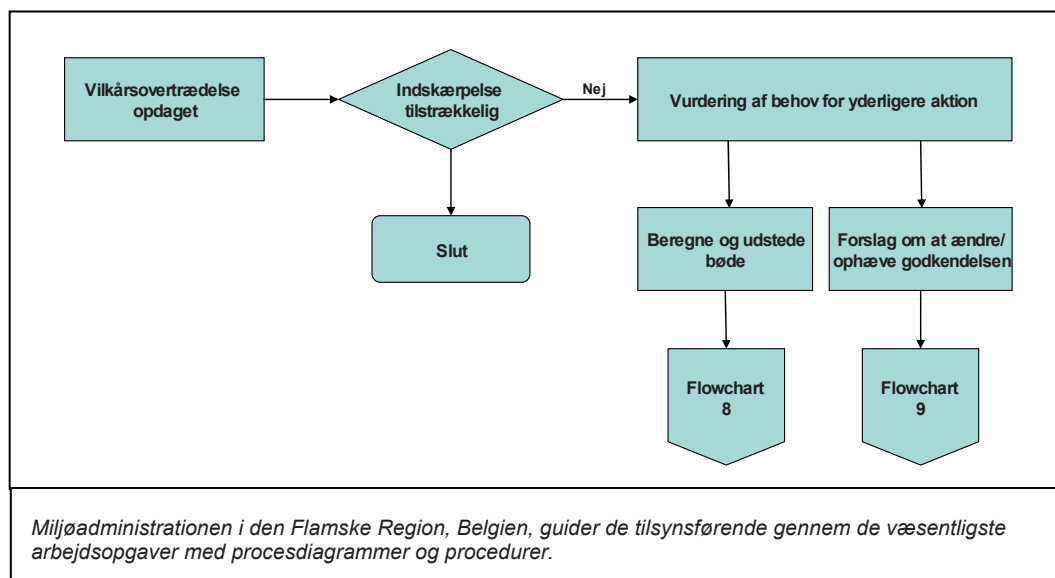 Vilkårsovertrædelse
opdaget
Indskærpelse
tilstrækkelig
Nej
Vurdering af behov for yderligere aktion
Slut
Beregne og udstede
bøde
Forslag om at ændre/
ophæve godkendelsen
Flowchart
8
Flowchart
9
Miljøadministrationen i den Flamske Region, Belgien, guider de tilsynsførende gennem de væsentligste
arbejdsopgaver med procesdiagrammer og procedurer.